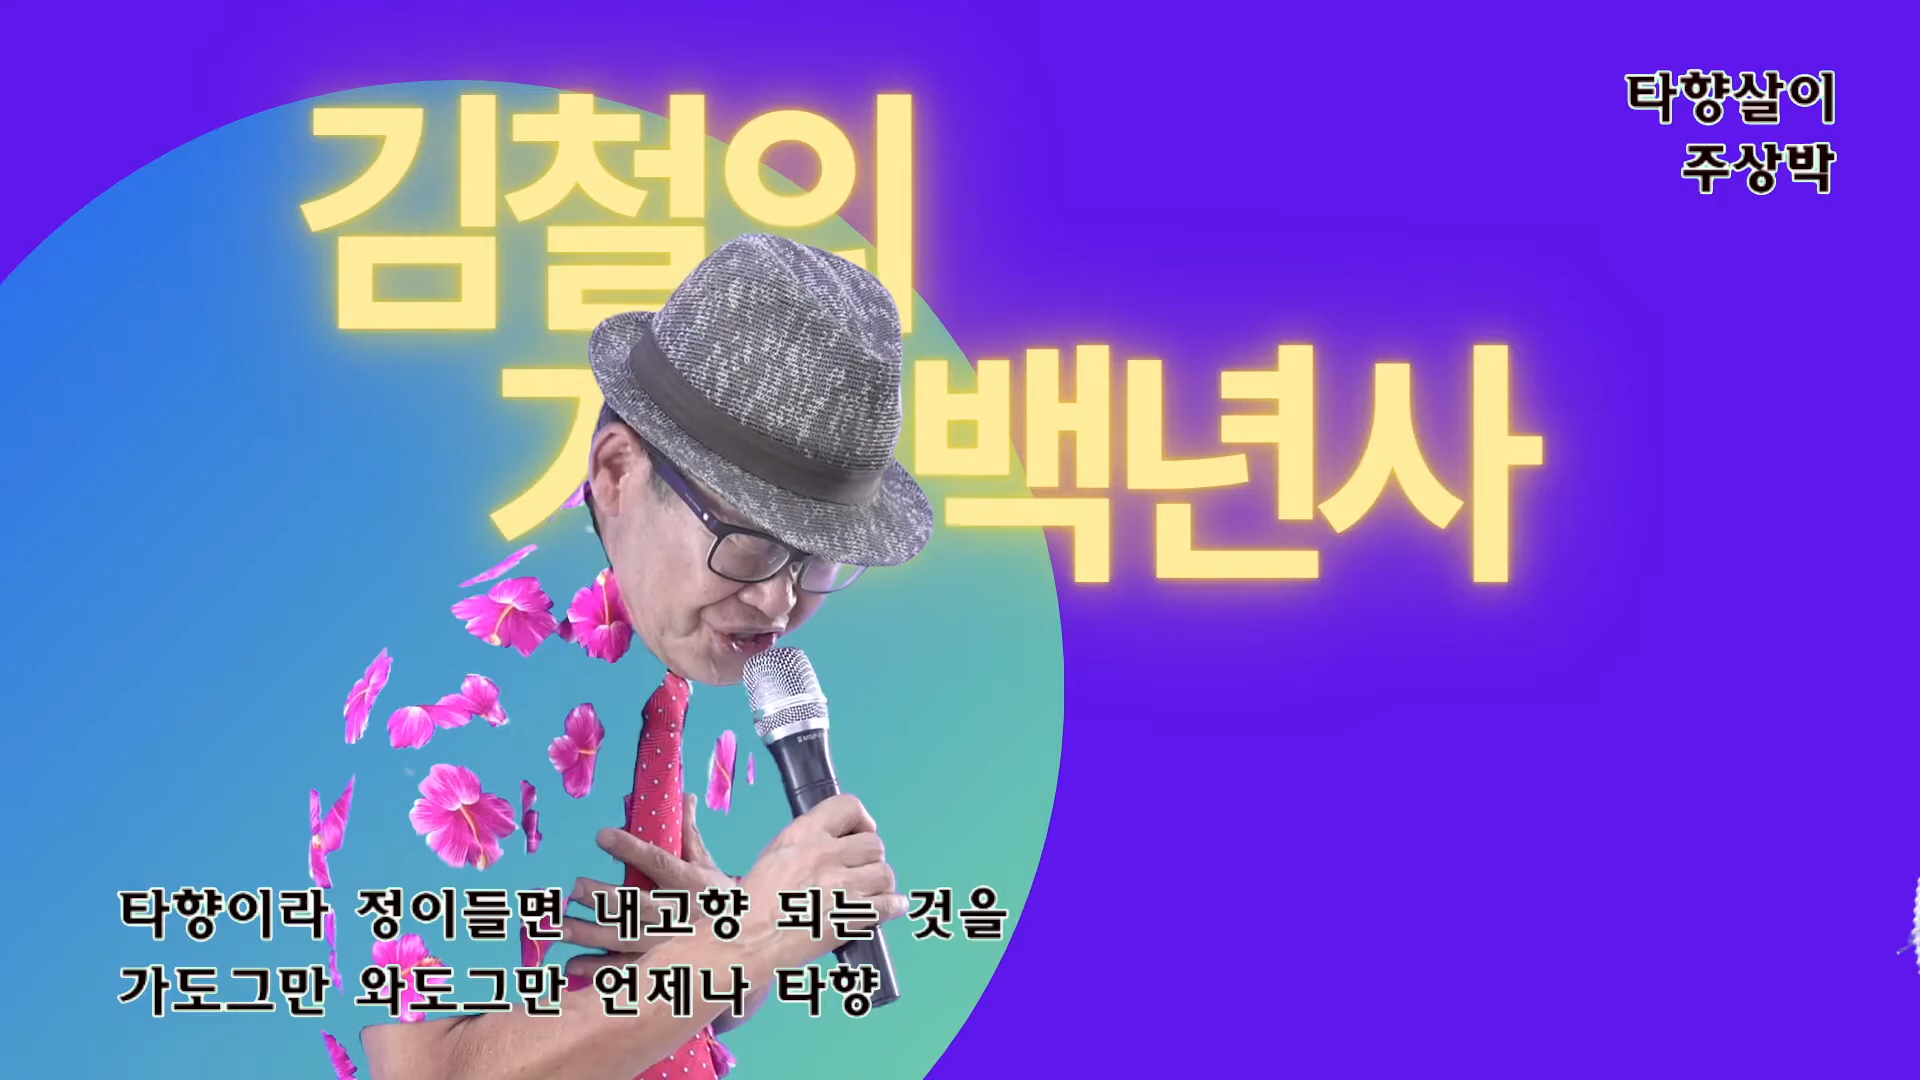 김철의
백년사
타향살이
주상박
타향이라 정이들면 내고향 되는 것을
가도그만 와도그만 언제나 타향